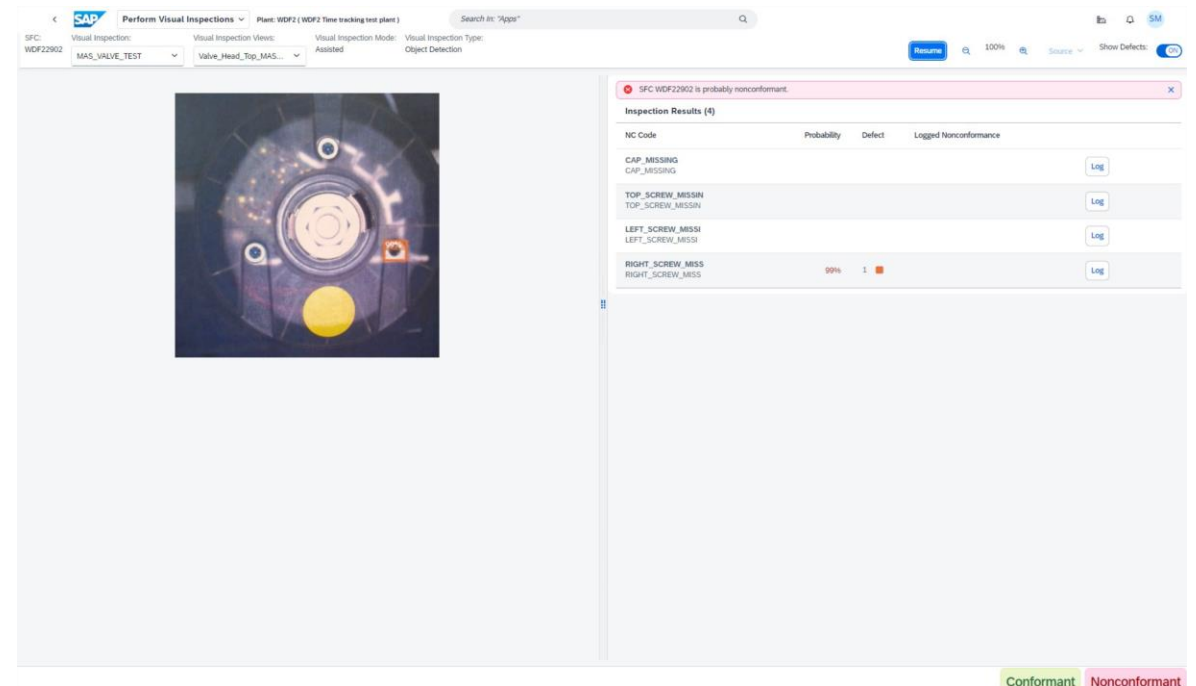 SAP
Perform Visual Inspections
Plant: WDF2 ( WDF2 Time tracking test plant )
Search In: "Apps"
SM
SFC:
WDF22902
Visual Inspection:
MAS_VALVE_TEST
Visual Inspection Views:
Valve_Head_Top_MAS...
Visual Inspection Mode:
Assisted
Visual Inspection Type:
Object Detection
Resume
100%
Source
Show Defects:
ON
99%
SFC WDF22902 is probably nonconformant.
Inspection Results (4)
NC Code Probability Defect Logged Nonconformance
CAP_MISSING
CAP_MISSING
Log
TOP_SCREW_MISSIN
TOP_SCREW_MISSIN
Log
LEFT_SCREW_MISSI
LEFT_SCREW_MISSI
Log
RIGHT_SCREW_MISS
RIGHT_SCREW_MISS
99% 1
Log
Conformant Nonconformant